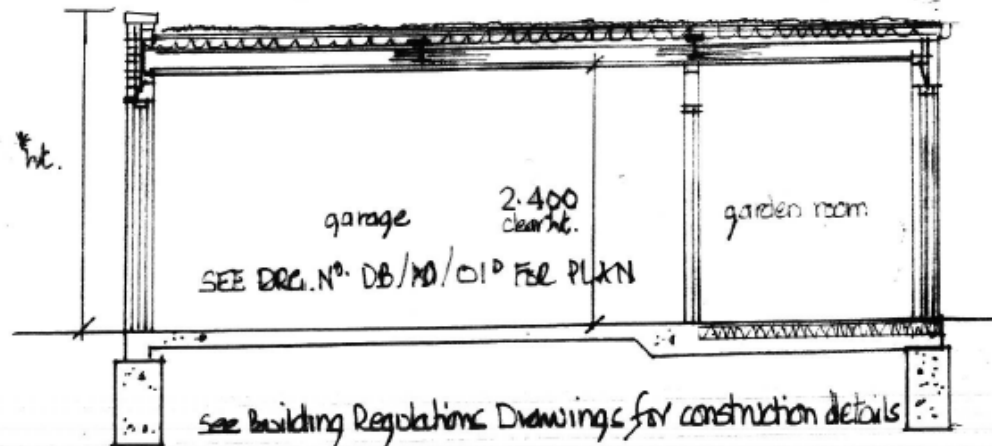 *ht.
garage
2.400
clear ht.
garden room
SEE DRG. Nº. DB/AD/01D FOR PLAN
see Building Regulations Drawings for construction details